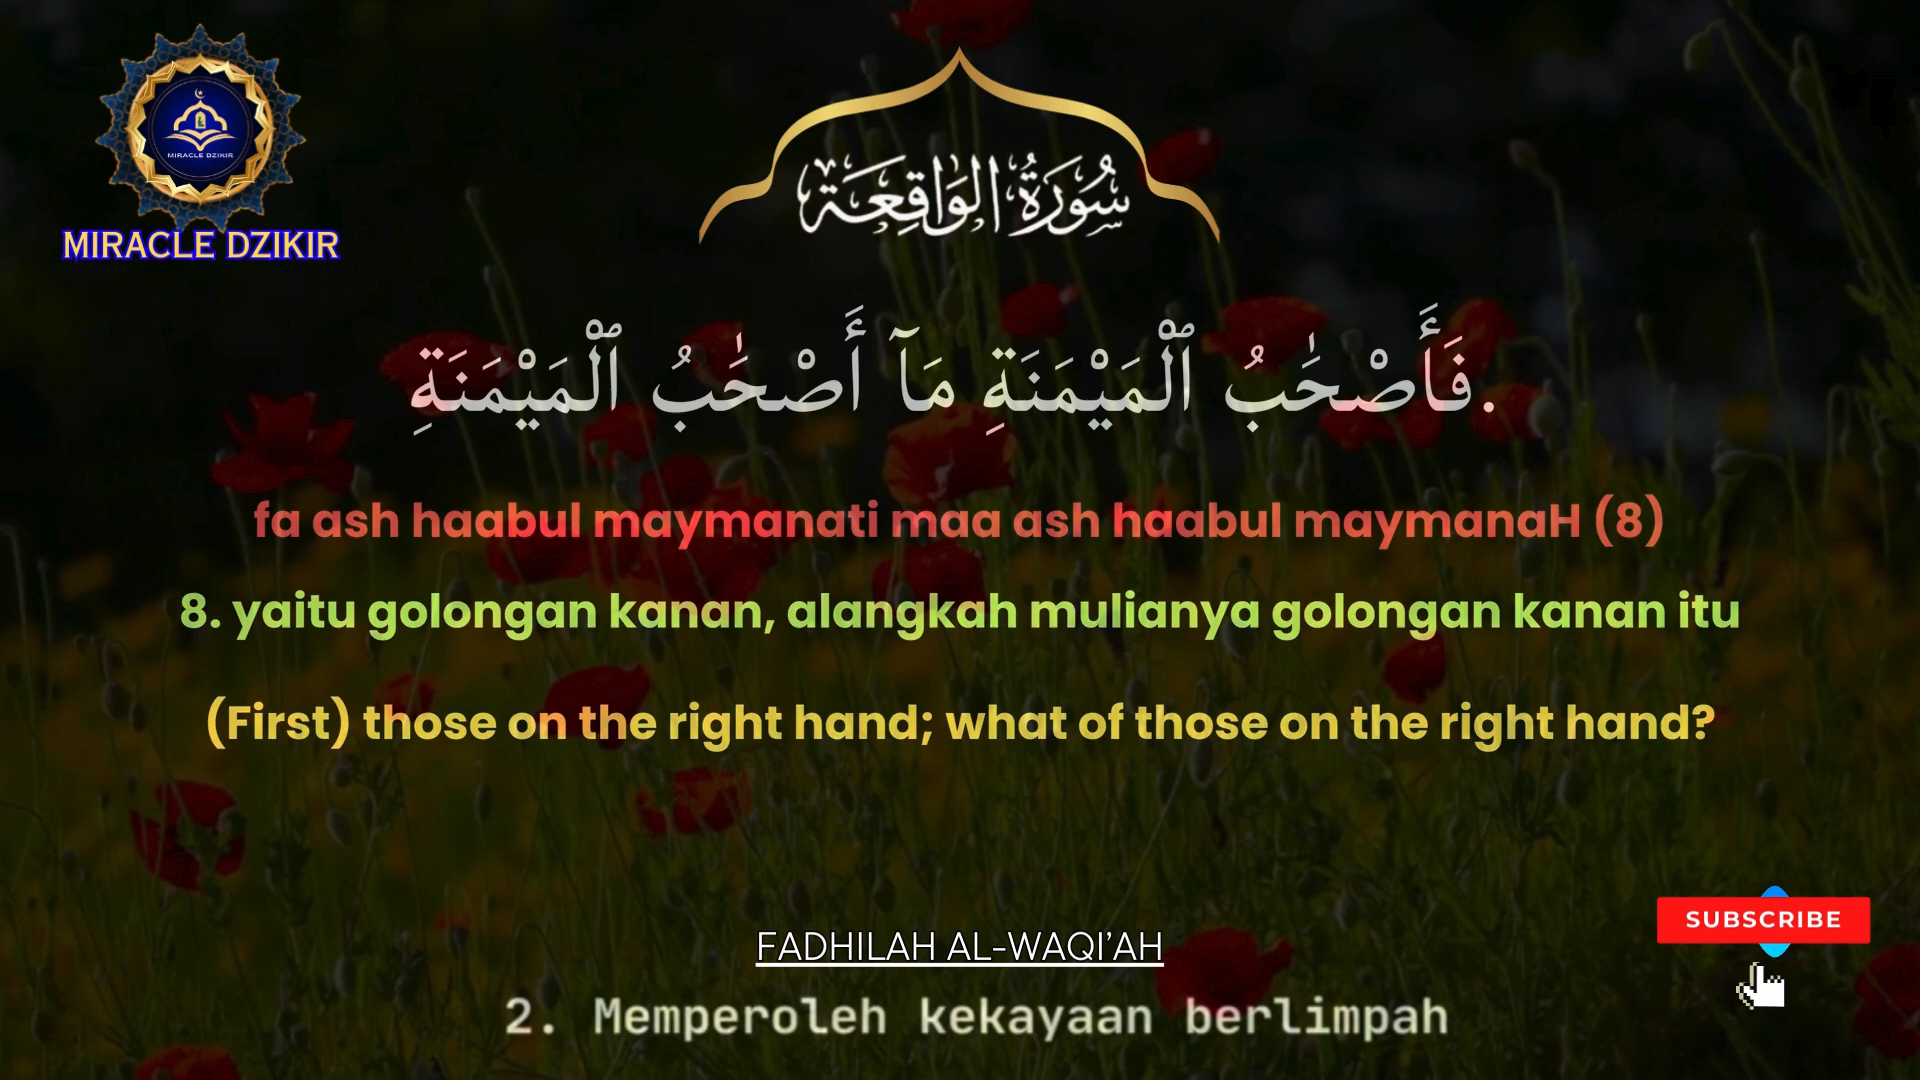 MIRACLE DZIKIR
MIRACLE DZIKIR
سُورَةُ الوَاقِعَة
فَأَصْحَٰبُ ٱلْمَيْمَنَةِ مَآ أَصْحَٰبُ ٱلْمَيْمَنَةِ.
fa ash haabul maymanati maa ash haabul maymanaH (8)
8. yaitu golongan kanan, alangkah mulianya golongan kanan itu
(First) those on the right hand; what of those on the right hand?
SUBSCRIBE
FADHILAH AL-WAQI’AH
2. Memperoleh kekayaan berlimpah